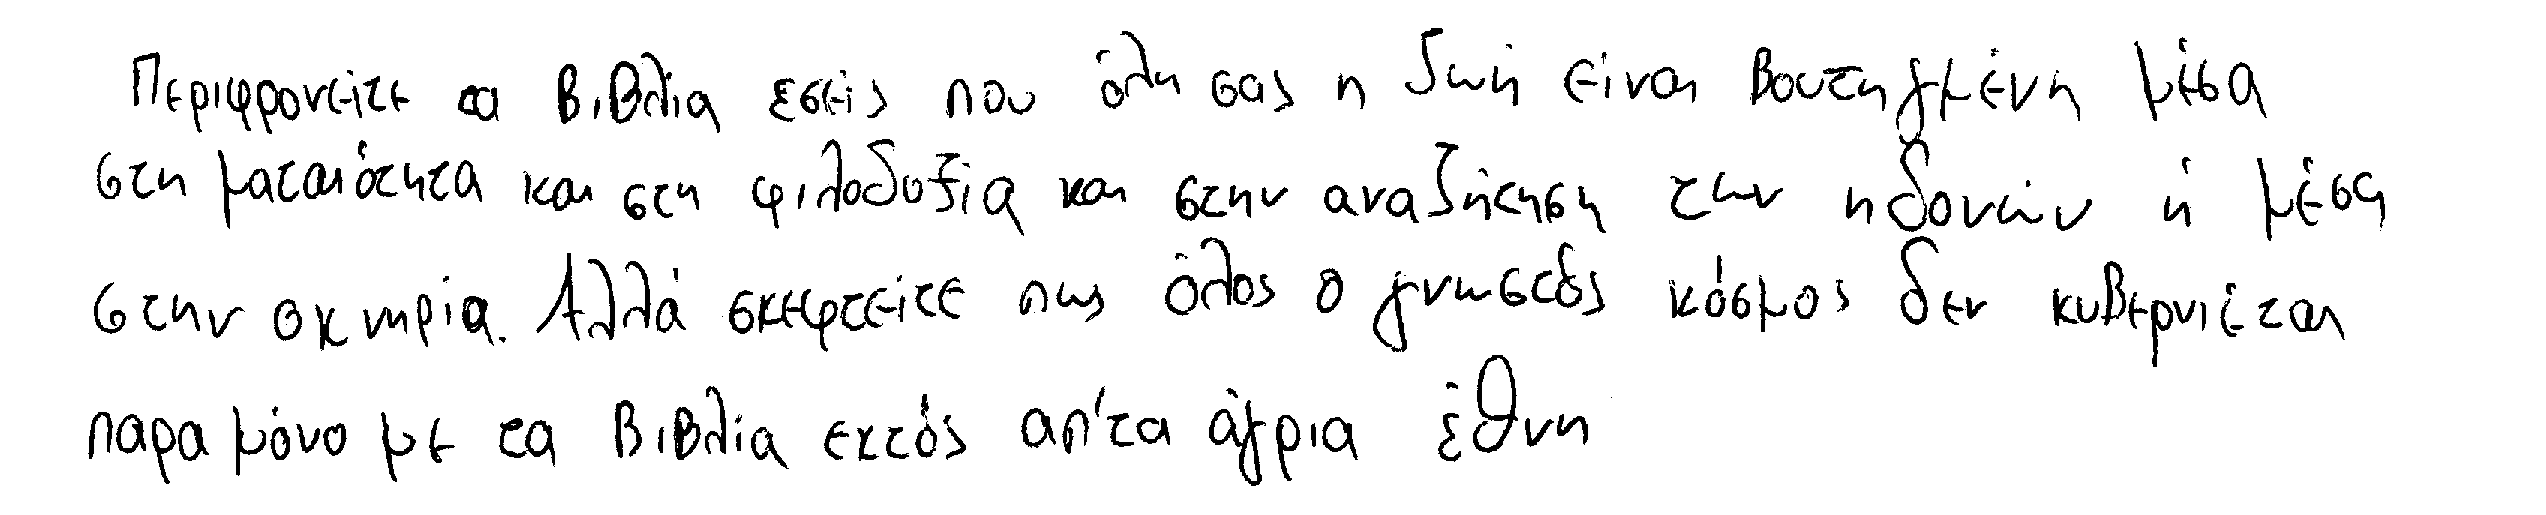 Περιφρονείτε τα βιβλία εσείς που όλη σας η ζωή είναι βουτηγμένη μέσα
στη ματαιότητα και στη φιλοδοξία και στην αναζήτηση των ηδονών ή μέσα
στην οκνηρία. Αλλά σκεφτείτε πως όλος ο γνωστός κόσμος δεν κυβερνιέται
παρα μόνο με τα βιβλία εκτός απ'τα άγρια έθνη